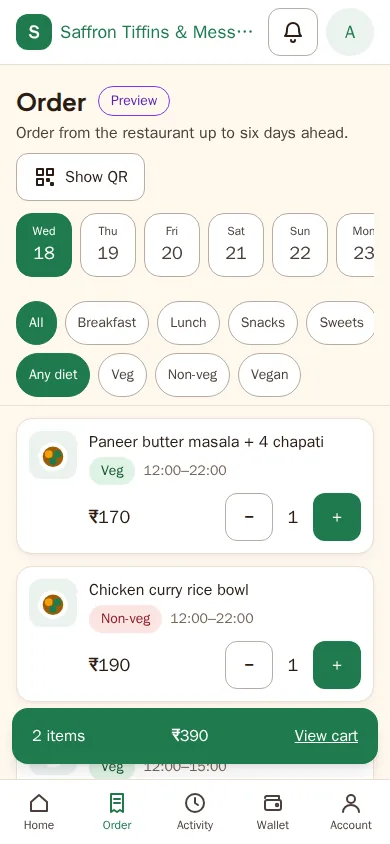 S Saffron Tiffins & Mess··· A
Order Preview
Order from the restaurant up to six days ahead.
Show QR
Wed Thu Fri Sat Sun Mon
18 19 20 21 22 23
All Breakfast Lunch Snacks Sweets
Any diet Veg Non-veg Vegan
Paneer butter masala + 4 chapati
Veg 12:00–22:00
₹170 − 1 +
Chicken curry rice bowl
Non-veg 12:00–22:00
₹190 − 1 +
2 items ₹390 View cart
Veg 12:00–15:00
Home Order Activity Wallet Account